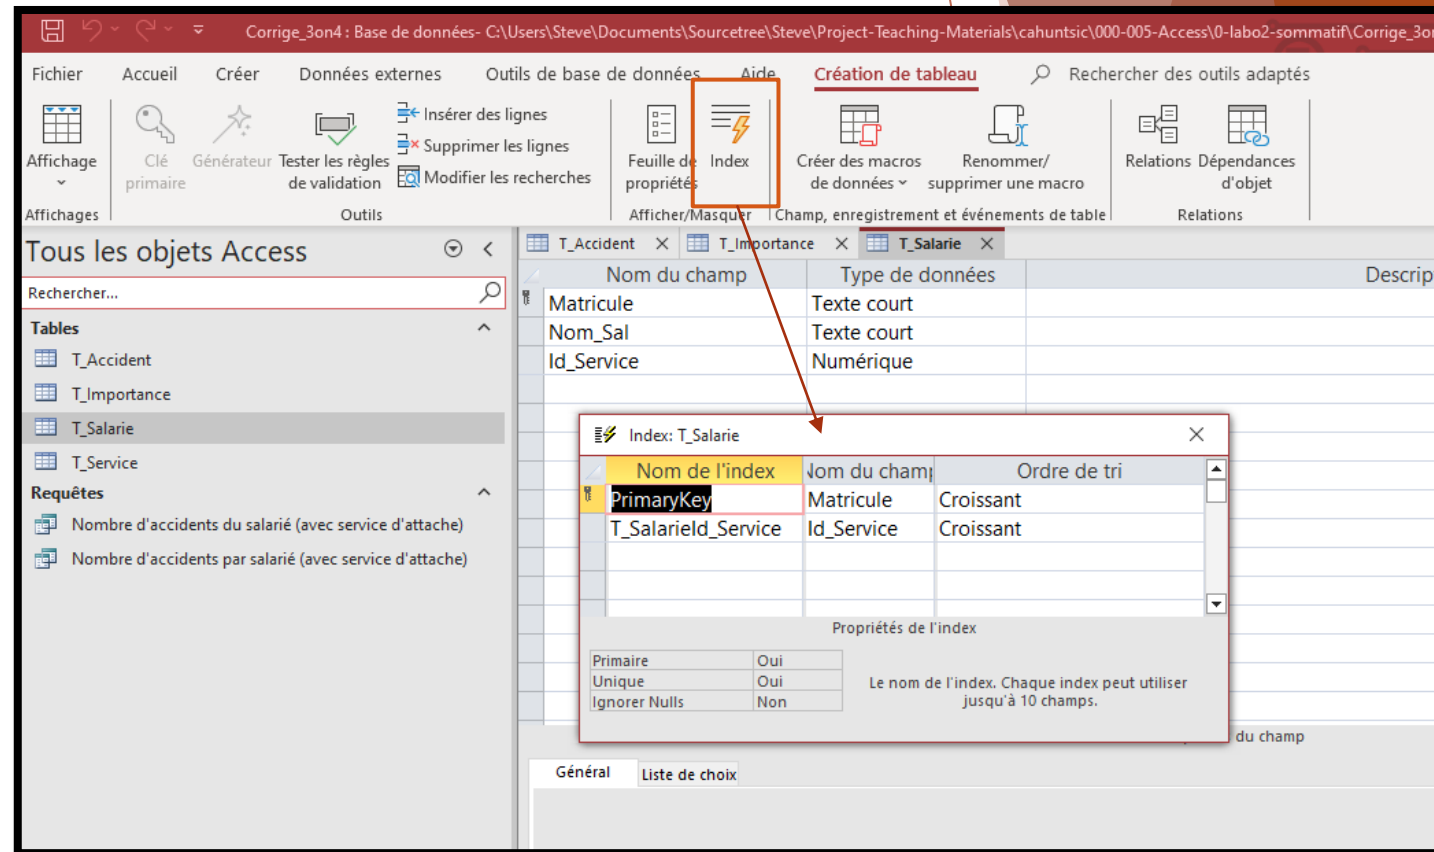 Corrige_3on4 : Base de données- C:\Users\Steve\Documents\Sourcetree\Steve\Project-Teaching-Materials\cahuntsic\000-005-Access\0-labo2-sommatif\Corrige_3on
Fichier Accueil Créer Données externes Outils de base de données Aide Création de tableau Rechercher des outils adaptés
Affichage
Clé primaire
Générateur
Tester les règles de validation
Insérer des lignes
Supprimer les lignes
Modifier les recherches
Feuille de propriétés
Index
Créer des macros de données
Renommer/ supprimer une macro
Relations
Dépendances d'objet
Affichages Outils Afficher/Masquer Champ, enregistrement et événements de table Relations
Tous les objets Access
Rechercher...
Tables
T_Accident
T_Importance
T_Salarie
T_Service
Requêtes
Nombre d'accidents du salarié (avec service d'attache)
Nombre d'accidents par salarié (avec service d'attache)
T_Accident T_Importance T_Salarie
Nom du champ Type de données Descrip
Matricule Texte court
Nom_Sal Texte court
Id_Service Numérique
Index: T_Salarie
Nom de l'index Nom du champ Ordre de tri
PrimaryKey Matricule Croissant
T_SalarieId_Service Id_Service Croissant
Propriétés de l'index
Primaire Oui
Unique Oui
Ignorer Nulls Non
Le nom de l'index. Chaque index peut utiliser
jusqu'à 10 champs.
du champ
Général Liste de choix